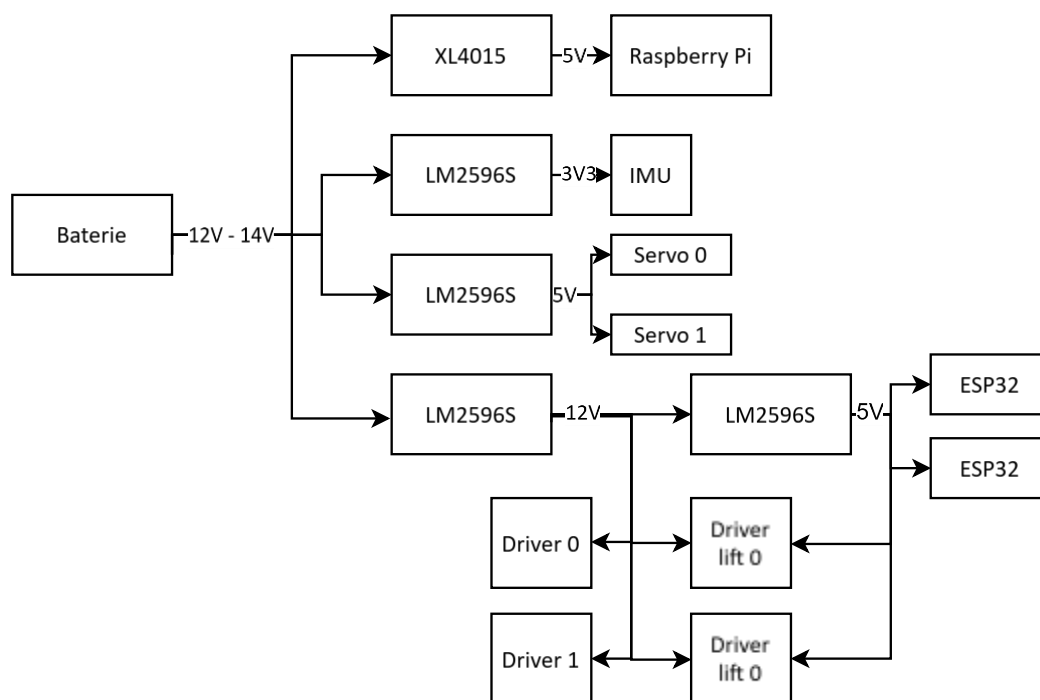 XL4015
5V
Raspberry Pi
LM2596S
3V3
IMU
Baterie
12V - 14V
Servo 0
LM2596S
5V
Servo 1
LM2596S
12V
LM2596S
5V
ESP32
ESP32
Driver 0
Driver
lift 0
Driver 1
Driver
lift 0